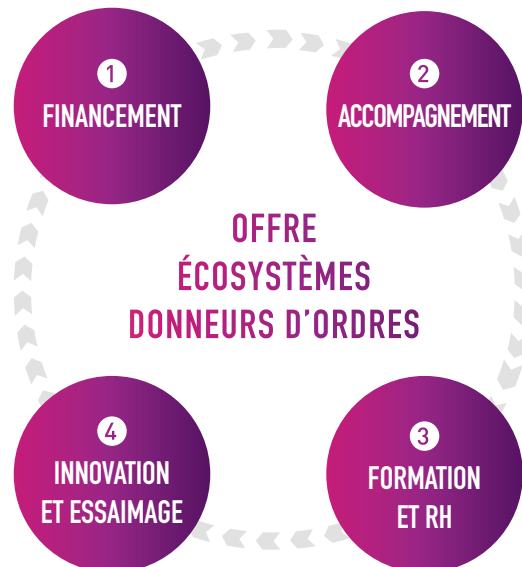 1
FINANCEMENT
2
ACCOMPAGNEMENT
OFFRE
ÉCOSYSTÈMES
DONNEURS D'ORDRES
4
INNOVATION
ET ESSAIMAGE
3
FORMATION
ET RH